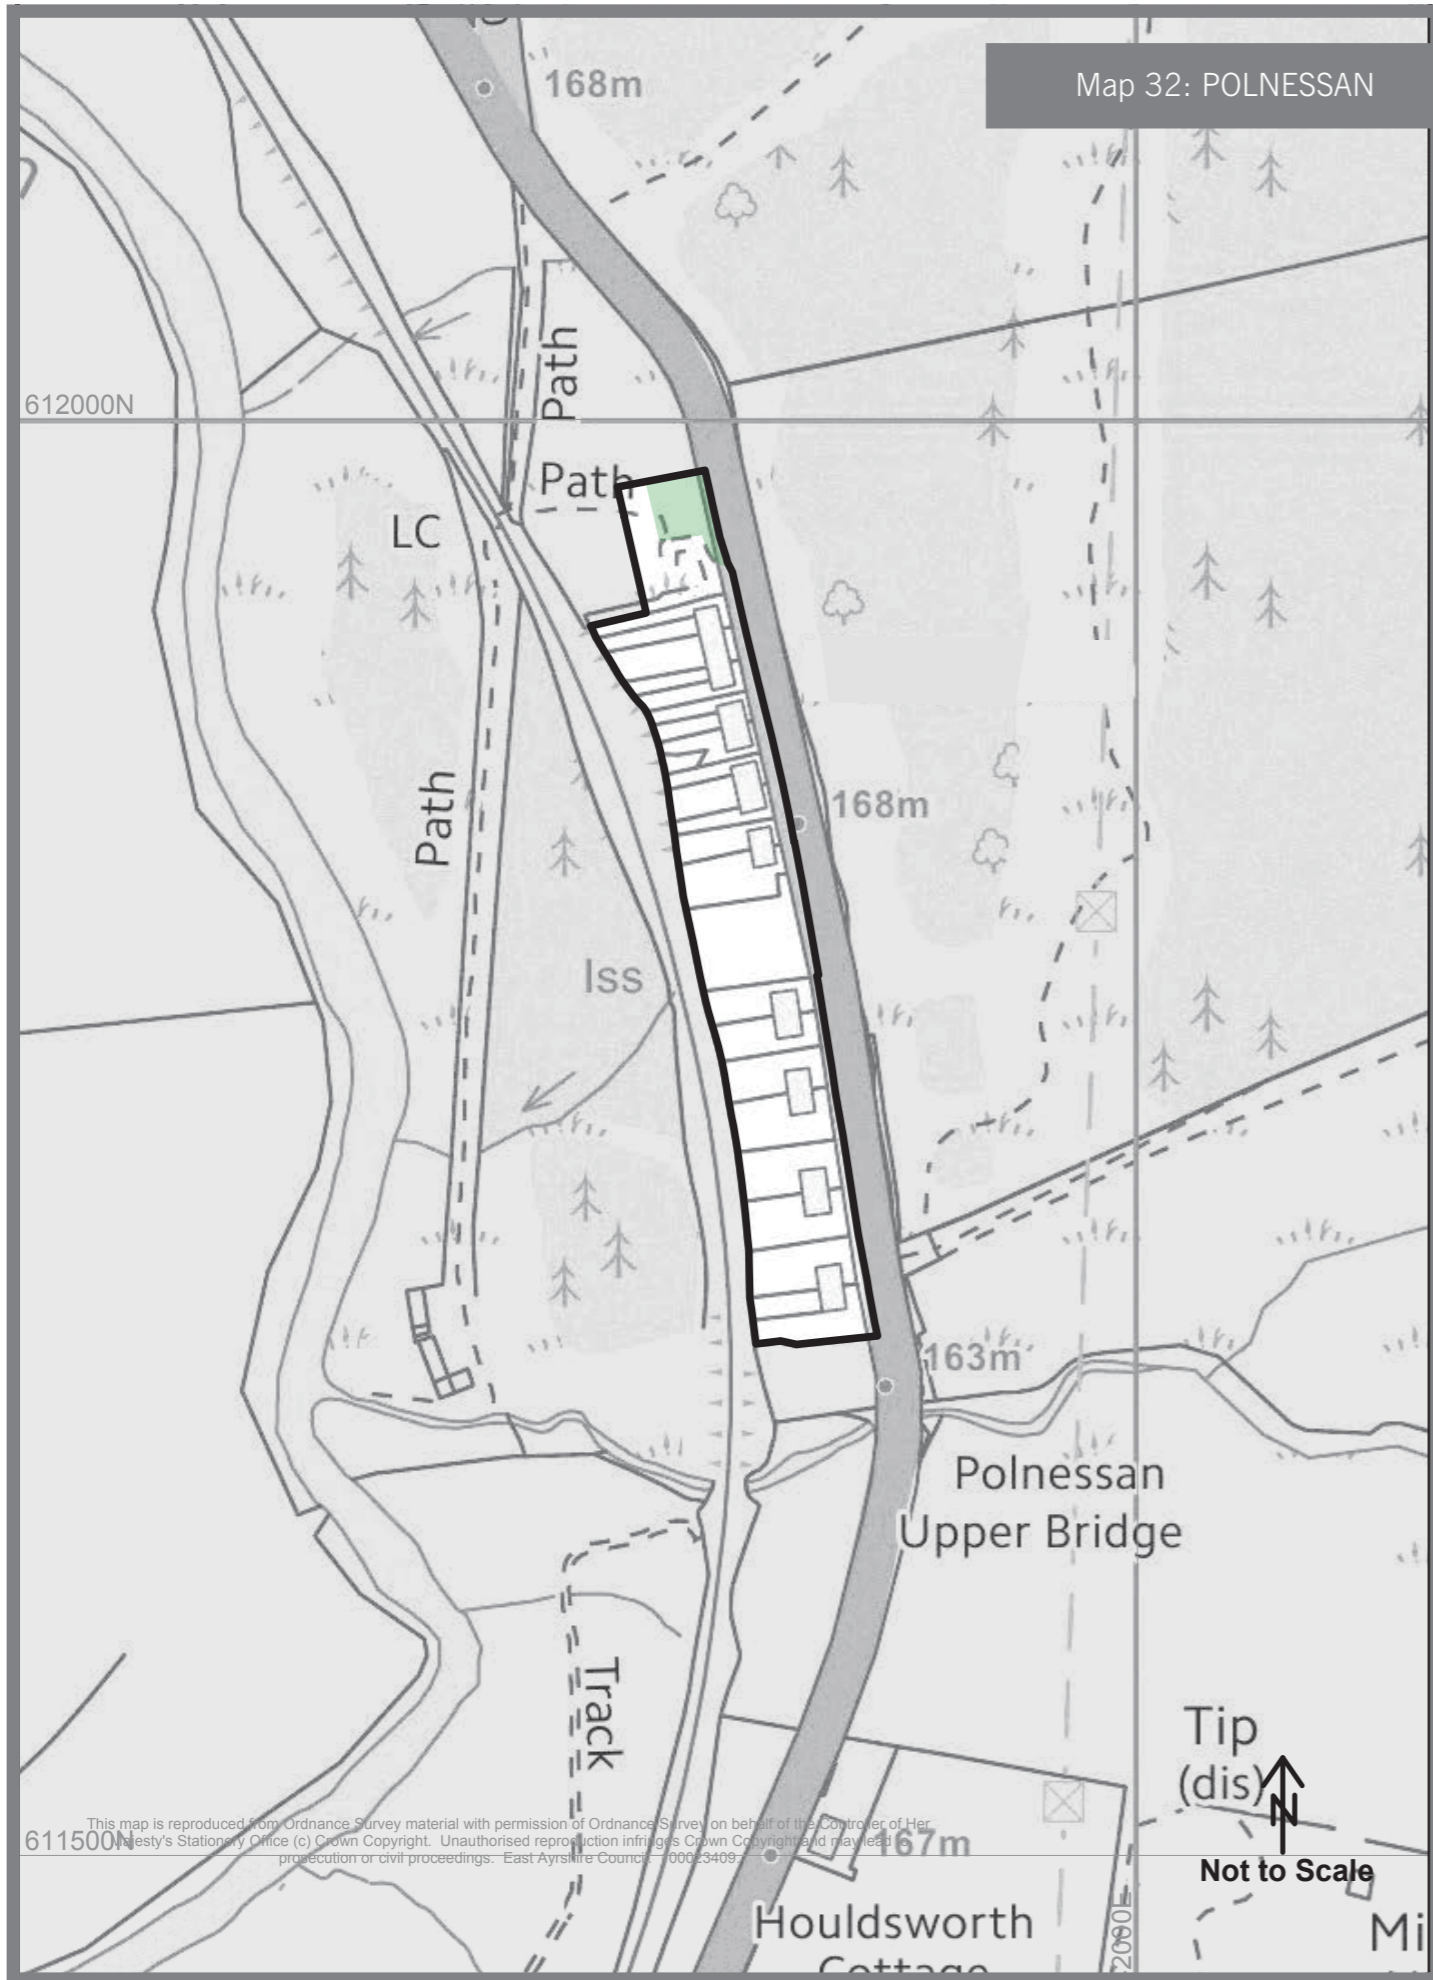 168m
Map 32: POLNESSAN
Path
612000N
Path
LC
168m
Path
Iss
163m
Polnessan
Upper Bridge
Track
Tip
(dis)
N
This map is reproduced from Ordnance Survey material with permission of Ordnance Survey on behalf of the Controller of Her
Majesty's Stationery Office (c) Crown Copyright. Unauthorised reproduction infringes Crown Copyright and may lead to
prosecution or civil proceedings. East Ayrshire Council.
611500N
167m
Not to Scale
Houldsworth
Cottage
2000E
Mi